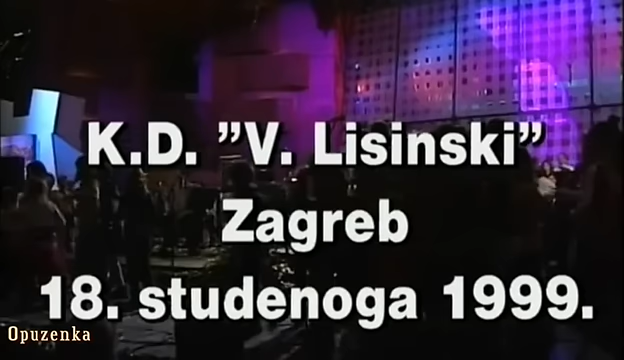 K.D. ”V. Lisinski”
Zagreb
18. studenoga 1999.
Opuzenka